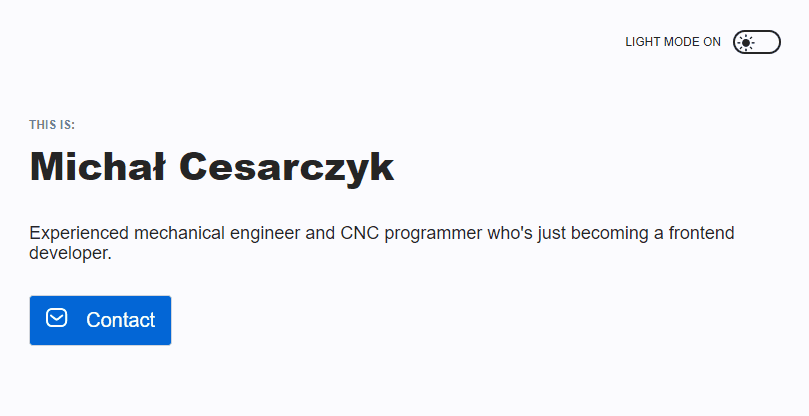 LIGHT MODE ON
THIS IS:
Michał Cesarczyk
Experienced mechanical engineer and CNC programmer who's just becoming a frontend
developer.
Contact